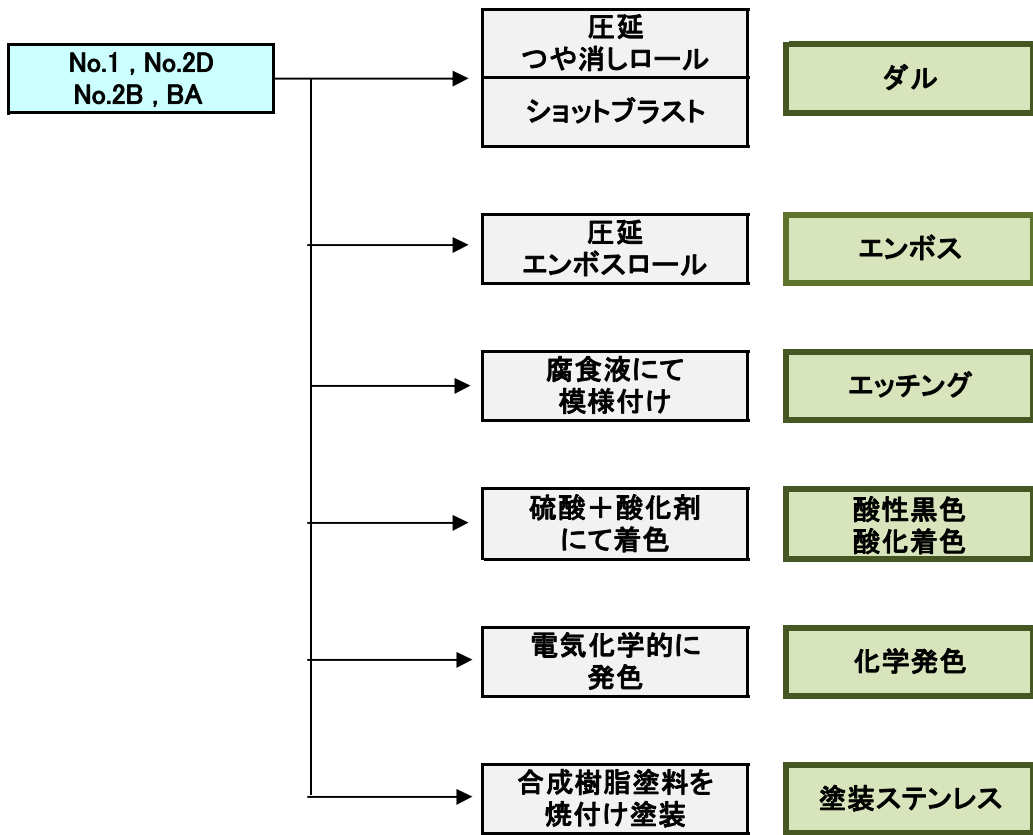 No.1 , No.2D
No.2B , BA
圧延
つや消しロール
ショットブラスト
ダル
圧延
エンボスロール
エンボス
腐食液にて
模様付け
エッチング
硫酸＋酸化剤
にて着色
酸性黒色
酸化着色
電気化学的に
発色
化学発色
合成樹脂塗料を
焼付け塗装
塗装ステンレス